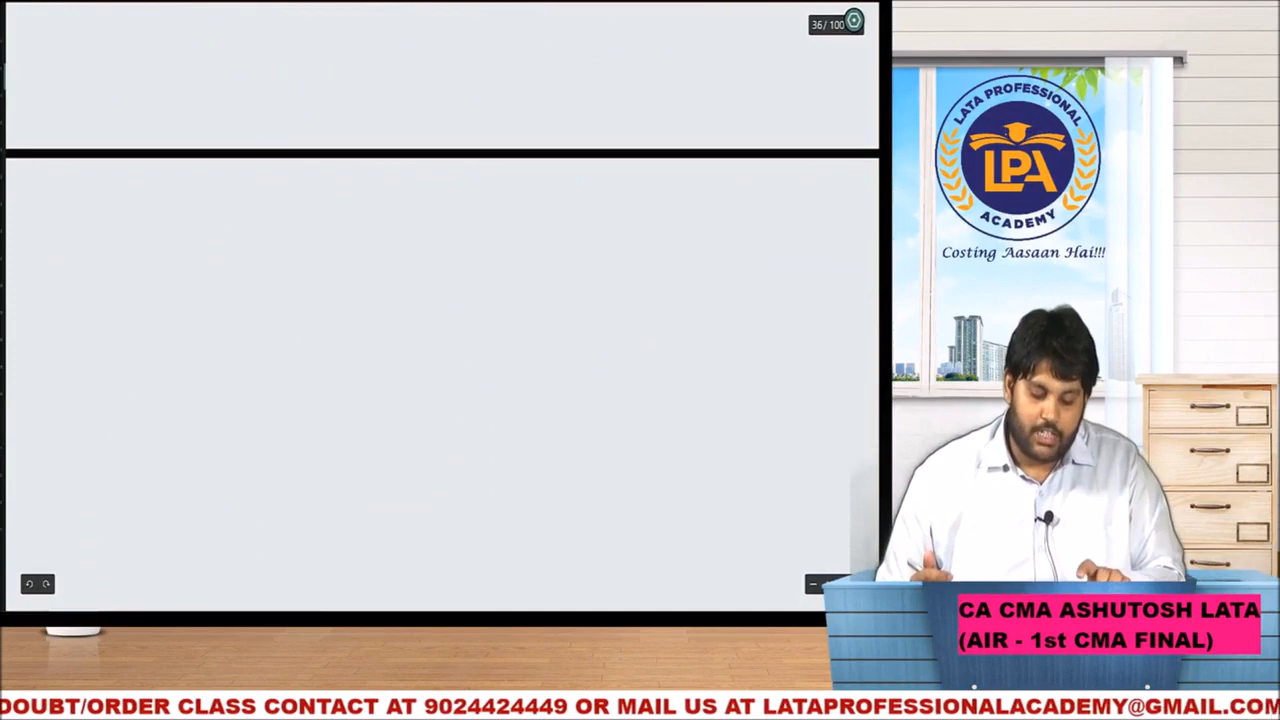 36/ 100
LATA PROFESSIONAL
LPA
ACADEMY
Costing Aasaan Hai!!!
CA CMA ASHUTOSH LATA
(AIR - 1st CMA FINAL)
DOUBT/ORDER CLASS CONTACT AT 9024424449 OR MAIL US AT LATAPROFESSIONALACADEMY@GMAIL.COM